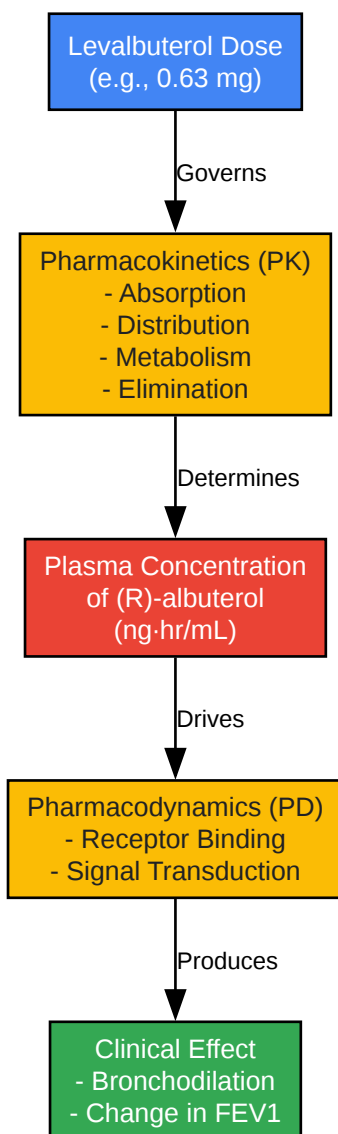 Levalbuterol Dose
(e.g., 0.63 mg)
Governs
Pharmacokinetics (PK)
- Absorption
- Distribution
- Metabolism
- Elimination
Determines
Plasma Concentration
of (R)-albuterol
(ng·hr/mL)
Drives
Pharmacodynamics (PD)
- Receptor Binding
- Signal Transduction
Produces
Clinical Effect
- Bronchodilation
- Change in FEV1